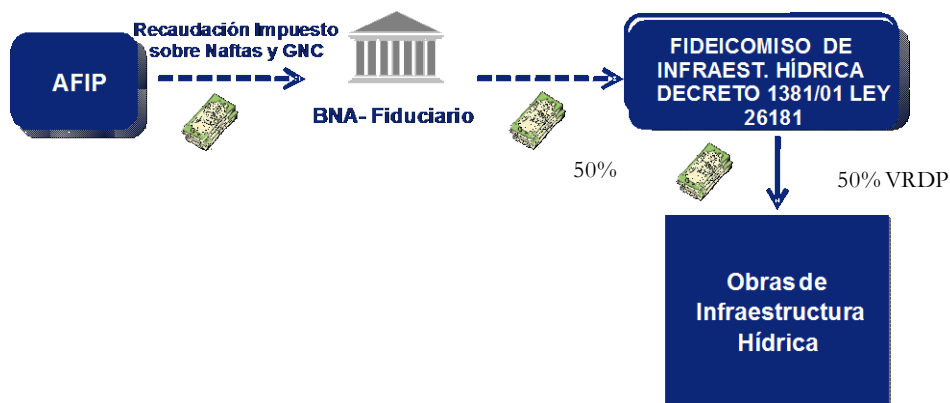 AFIP
Recaudación Impuesto
sobre Naftas y GNC
BNA- Fiduciario
FIDEICOMISO DE
INFRAEST. HÍDRICA
DECRETO 1381/01 LEY
26181
50%
50% VRDP
Obras de
Infraestructura
Hídrica